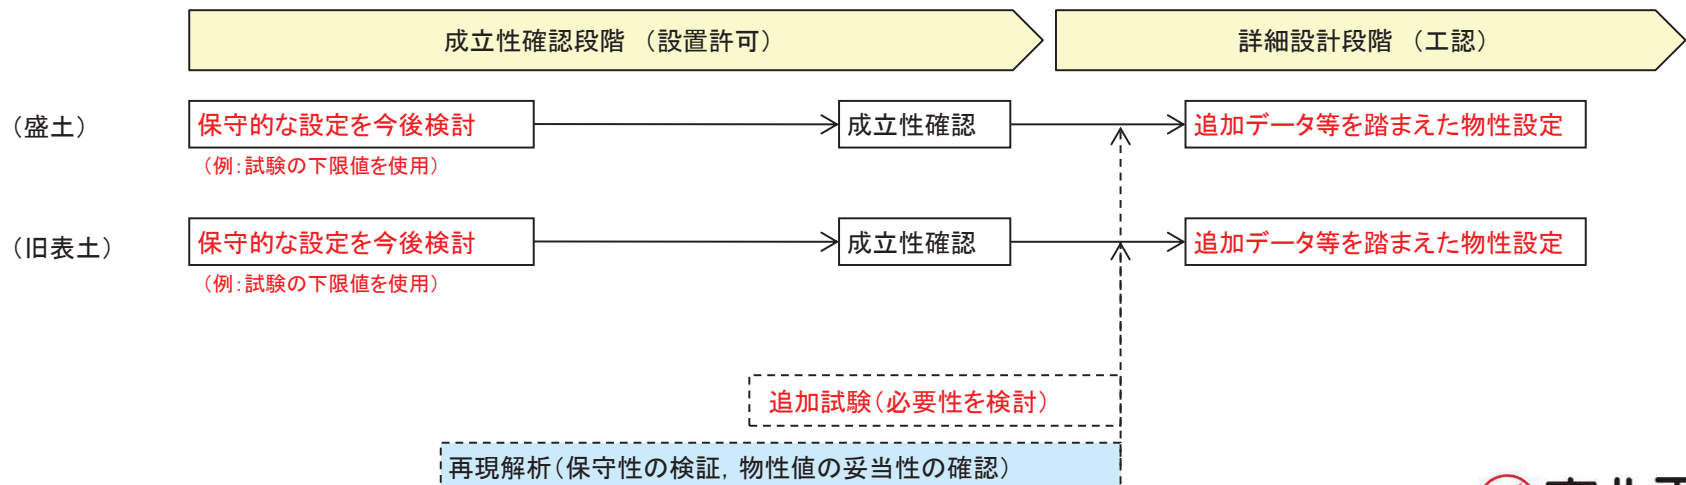 成立性確認段階 (設置許可)
詳細設計段階 (工認)
(盛土)
保守的な設定を今後検討
成立性確認
追加データ等を踏まえた物性設定
(例:試験の下限値を使用)
(旧表土)
保守的な設定を今後検討
成立性確認
追加データ等を踏まえた物性設定
(例:試験の下限値を使用)
追加試験(必要性を検討)
再現解析(保守性の検証, 物性値の妥当性の確認)